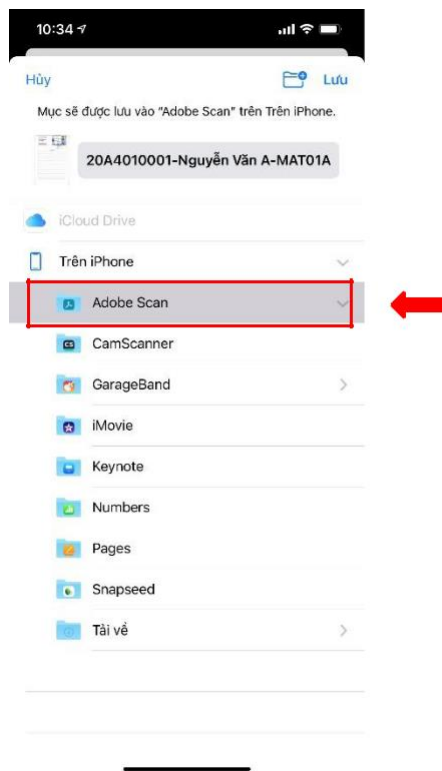 10:34
Hủy
Lưu
Mục sẽ được lưu vào "Adobe Scan" trên Trên iPhone.
20A4010001-Nguyễn Văn A-MAT01A
iCloud Drive
Trên iPhone
Adobe Scan
CamScanner
GarageBand
iMovie
Keynote
Numbers
Pages
Snapseed
Tải về